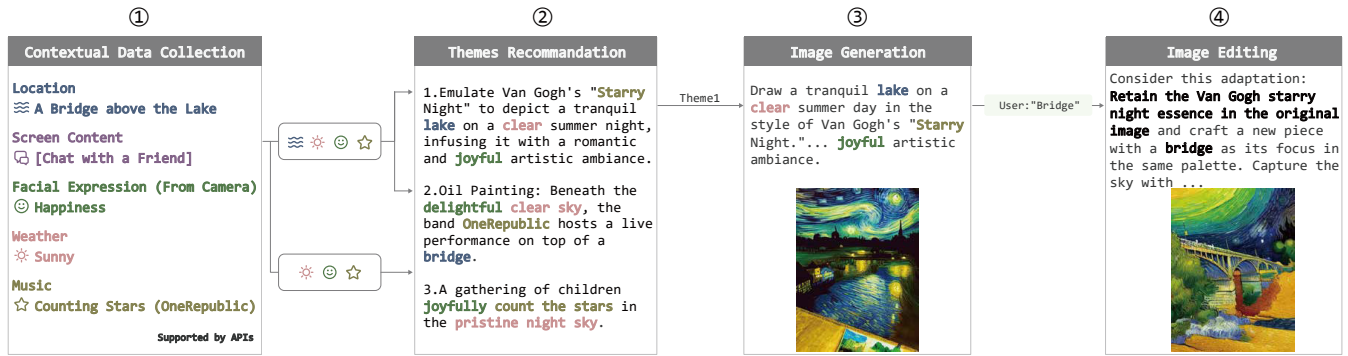 ①
Contextual Data Collection
Location
A Bridge above the Lake
Screen Content
[Chat with a Friend]
Facial Expression (From Camera)
Happiness
Weather
Sunny
Music
Counting Stars (OneRepublic)
Supported by APIs
②
Themes Recommandation
1.Emulate Van Gogh's "Starry
Night" to depict a tranquil
lake on a clear summer night,
infusing it with a romantic
and joyful artistic ambiance.
2.Oil Painting: Beneath the
delightful clear sky, the
band OneRepublic hosts a live
performance on top of a
bridge.
3.A gathering of children
joyfully count the stars in
the pristine night sky.
Theme1
③
Image Generation
Draw a tranquil lake on a
clear summer day in the
style of Van Gogh's "Starry
Night."... joyful artistic
ambiance.
User:"Bridge"
④
Image Editing
Consider this adaptation:
Retain the Van Gogh starry
night essence in the original
image and craft a new piece
with a bridge as its focus in
the same palette. Capture the
sky with ...